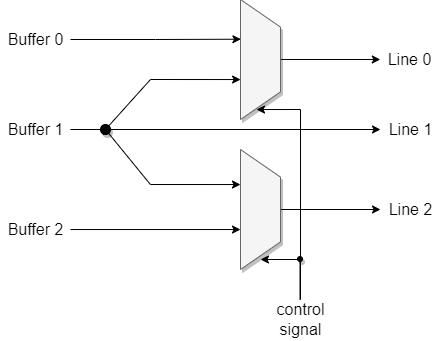 Buffer 0
Line 0
Buffer 1
Line 1
Buffer 2
Line 2
control
signal